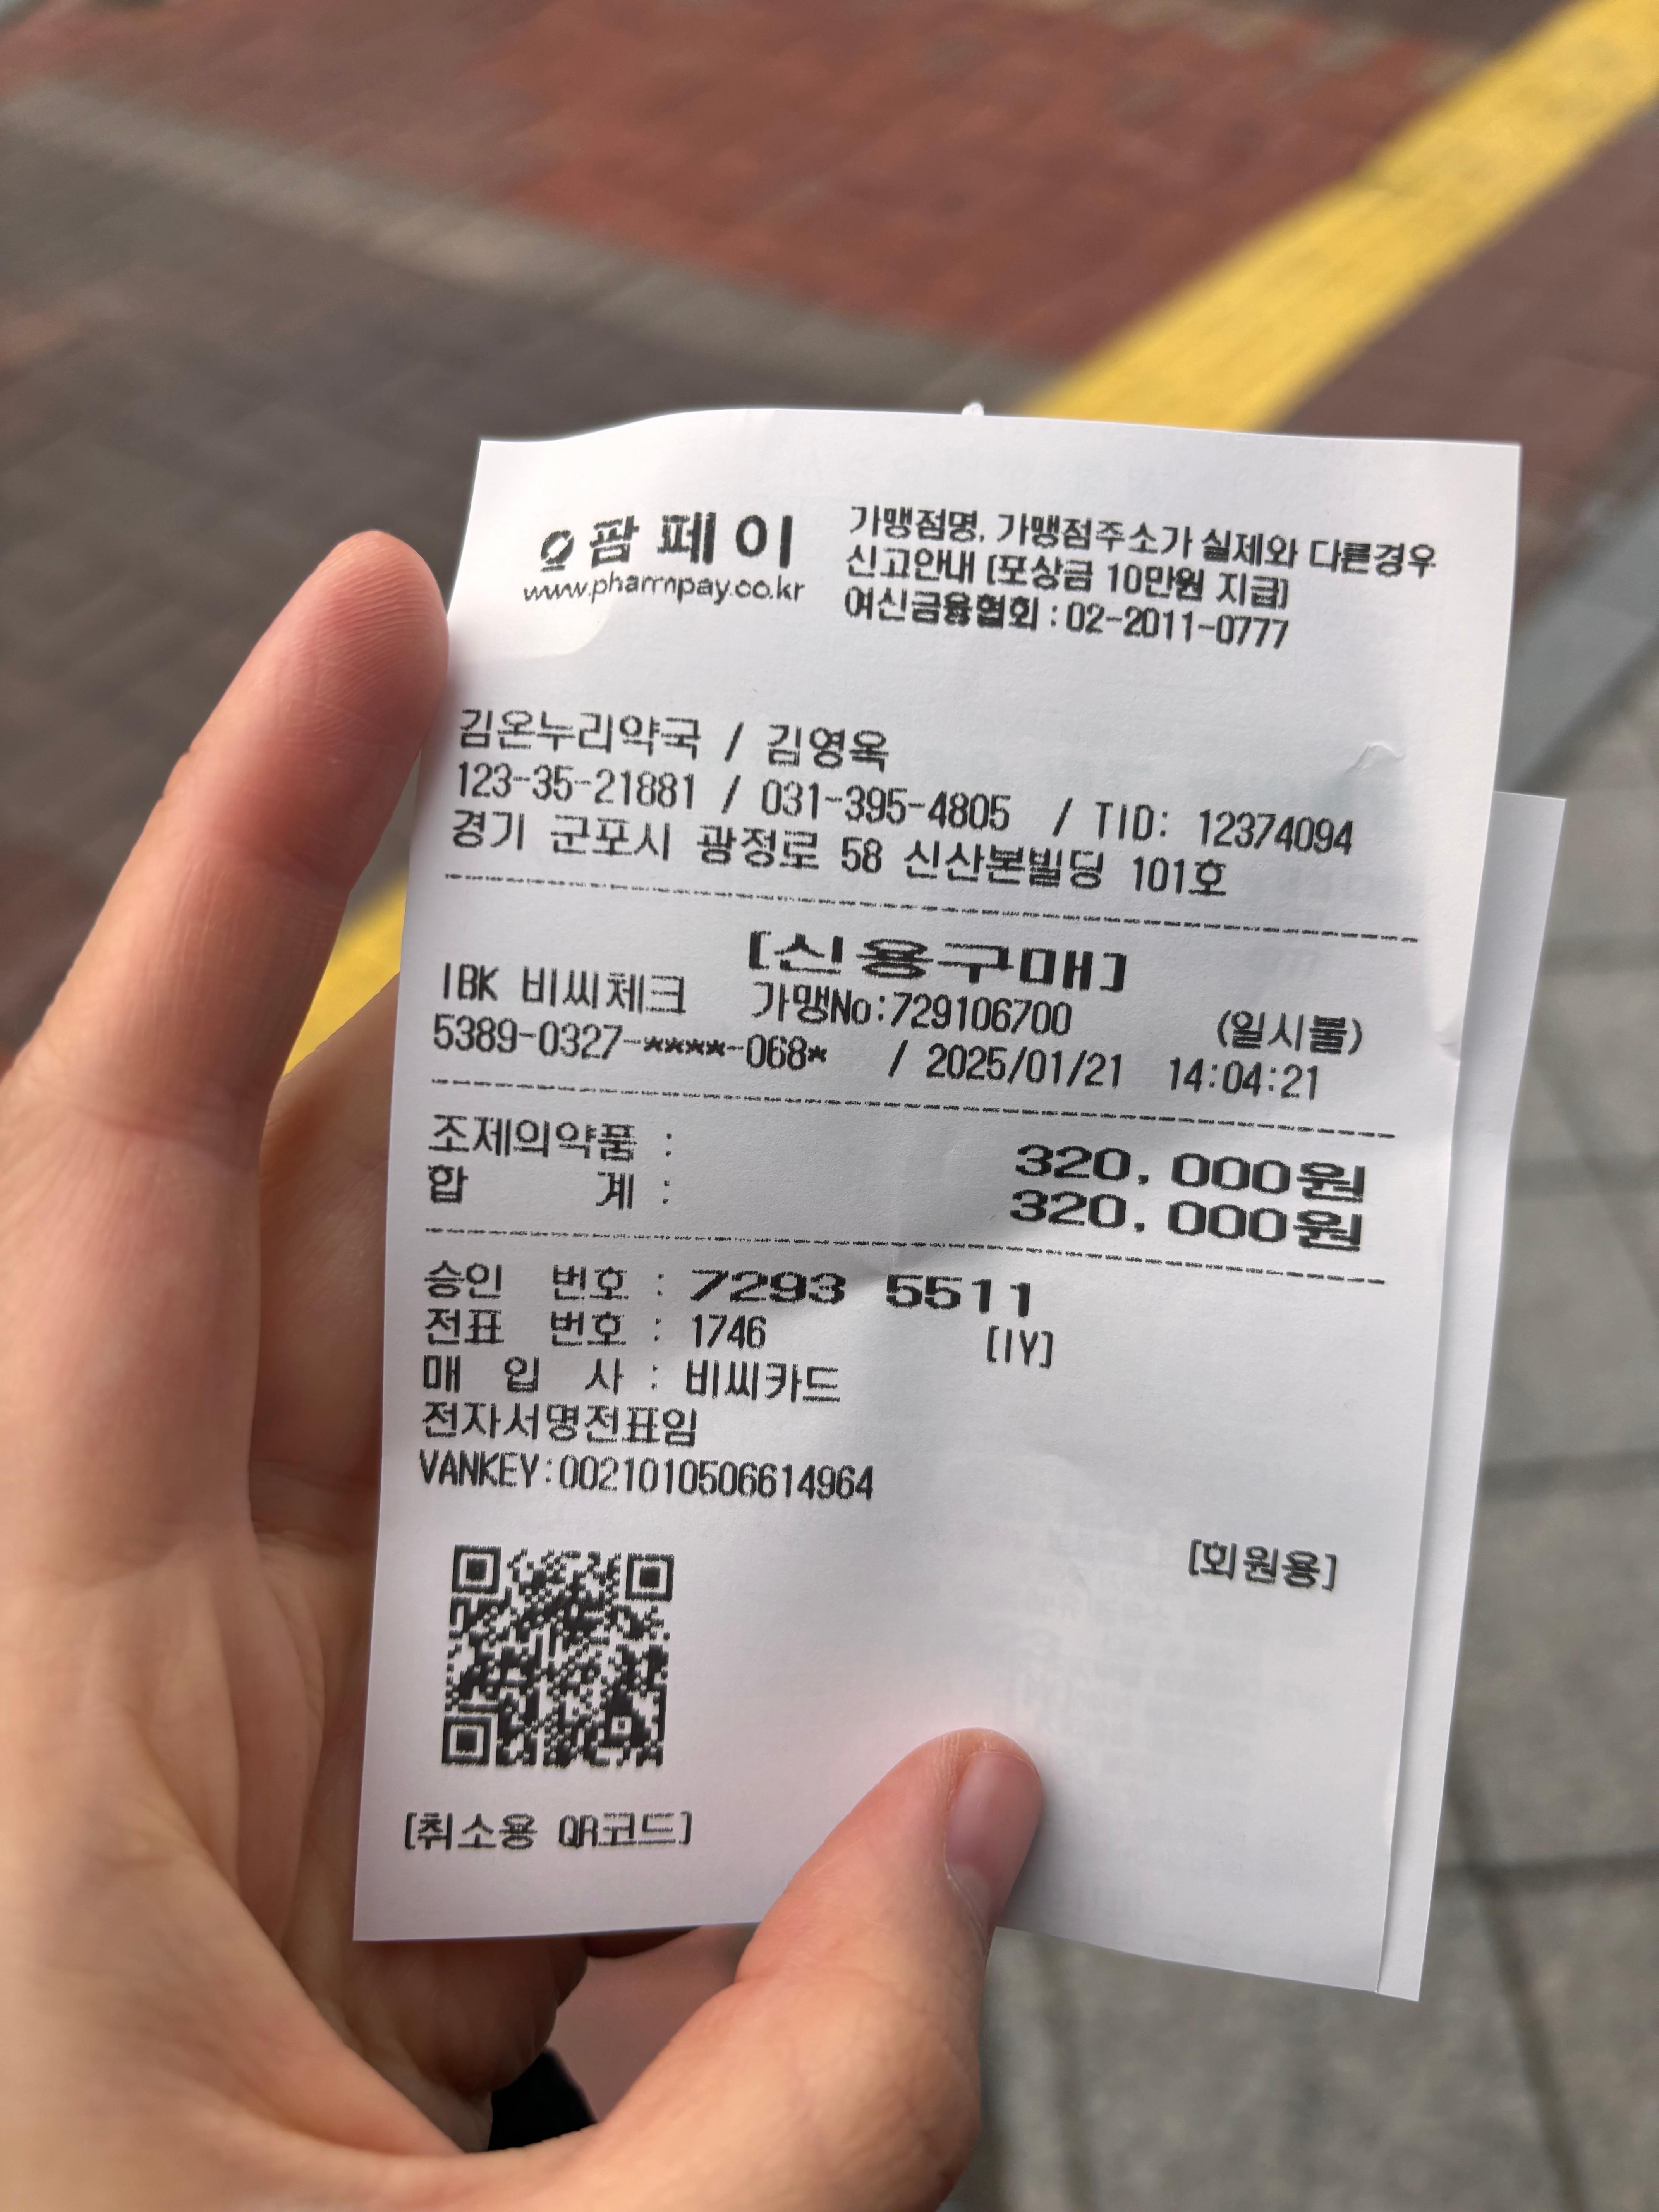 팜페이
www.pharmpay.co.kr
가맹점명, 가맹점주소가 실제와 다른경우
신고안내 [포상금 10만원 지급]
여신금융협회 : 02-2011-0777
김온누리약국 / 김영옥
123-35-21881 / 031-395-4805 / TID: 12374094
경기 군포시 광정로 58 신산본빌딩 101호
[신용구매]
IBK 비씨체크 가맹No:729106700 (일시불)
5389-0327-****-068* / 2025/01/21 14:04:21
조제의약품 : 320,000원
합 계 : 320,000원
승인 번호 : 7293 5511
전표 번호 : 1746 [IY]
매 입 사 : 비씨카드
전자서명전표임
VANKEY:0021010506614964
[회원용]
[취소용 QR코드]